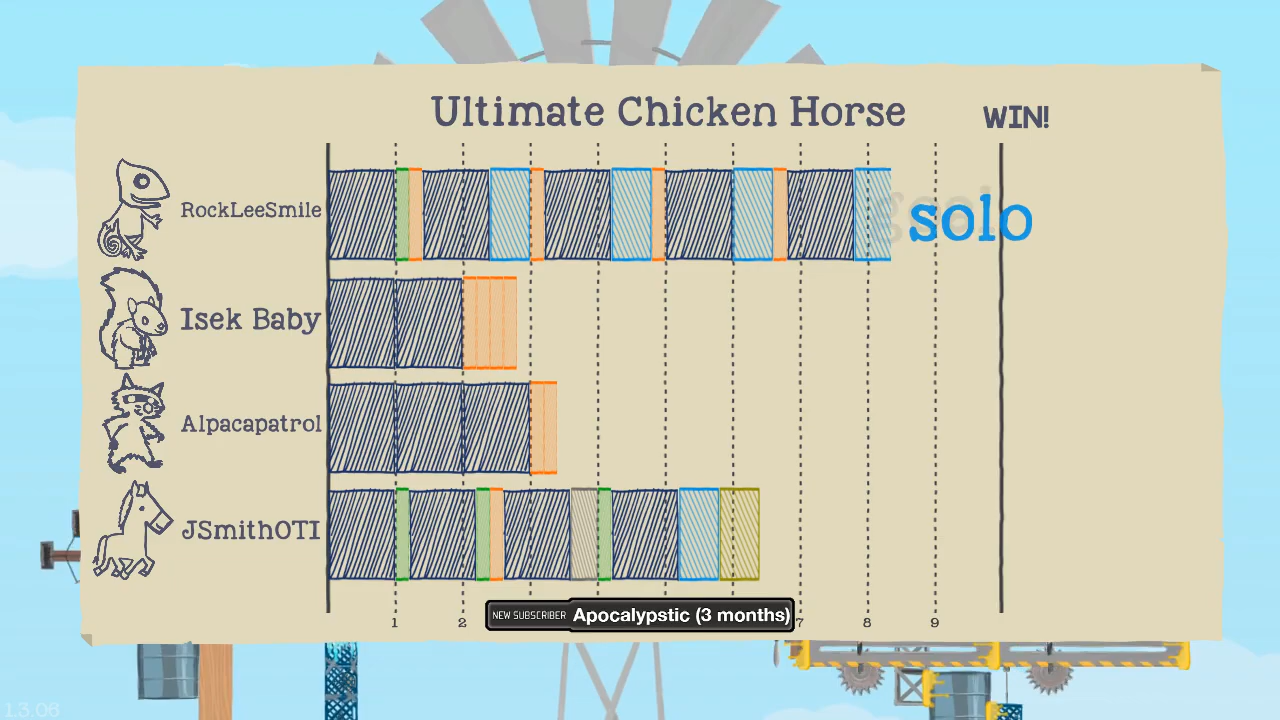 Ultimate Chicken Horse
WIN!
RockLeeSmile
solo
Isek Baby
Alpacapatrol
JSmithOTI
NEW SUBSCRIBER Apocalypstic (3 months)
1 2 7 8 9
1.3.06